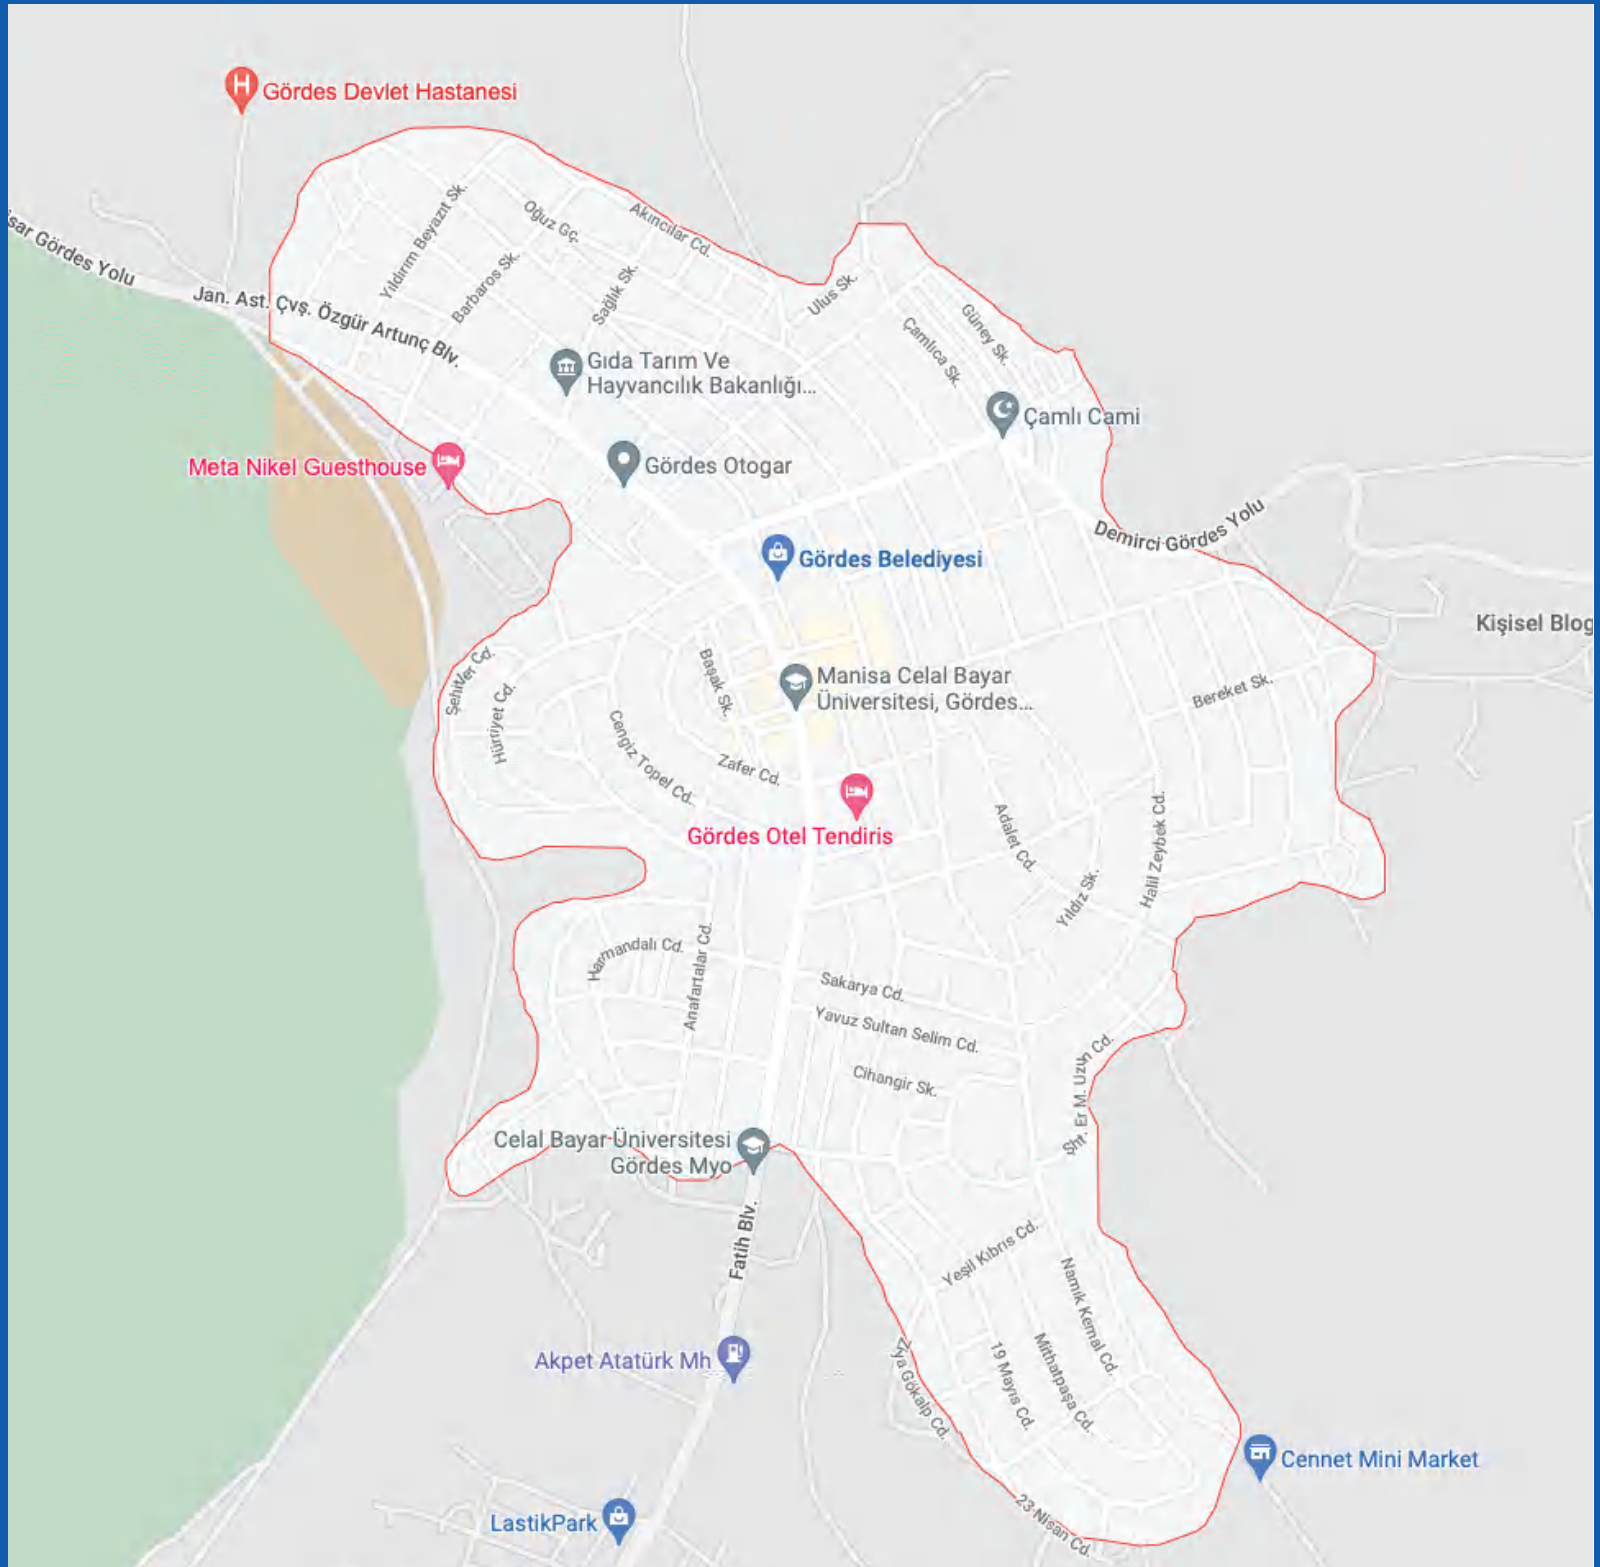 Gördes Devlet Hastanesi
sar Gördes Yolu
Jan. Ast. Çvş. Özgür Artunç Blv.
Yıldırım Beyazıt Sk.
Oğuz Gç.
Akıncılar Cd.
Barbaros Sk.
Sağlık Sk.
Ulus Sk.
Güney Sk.
Çamlıca Sk.
Gıda Tarım Ve
Hayvancılık Bakanlığı...
Çamlı Cami
Meta Nikel Guesthouse
Gördes Otogar
Demirci Gördes Yolu
Gördes Belediyesi
Kişisel Blog
Şehitler Cd.
Hürriyet Cd.
Başak Sk.
Manisa Celal Bayar
Üniversitesi, Gördes...
Bereket Sk.
Cengiz Topel Cd.
Zafer Cd.
Gördes Otel Tendiris
Adalet Cd.
Halil Zeybek Cd.
Yıldız Sk.
Harmandalı Cd.
Anafartalar Cd.
Sakarya Cd.
Yavuz Sultan Selim Cd.
Cihangir Sk.
Şht. Er M. Uzun Cd.
Celal Bayar Üniversitesi
Gördes Myo
Fatih Blv.
Yeşil Kıbrıs Cd.
Namık Kemal Cd.
Akpet Atatürk Mh
Ziya Gökalp Cd.
19 Mayıs Cd.
Mithatpaşa Cd.
Cennet Mini Market
LastikPark
23 Nisan Cd.